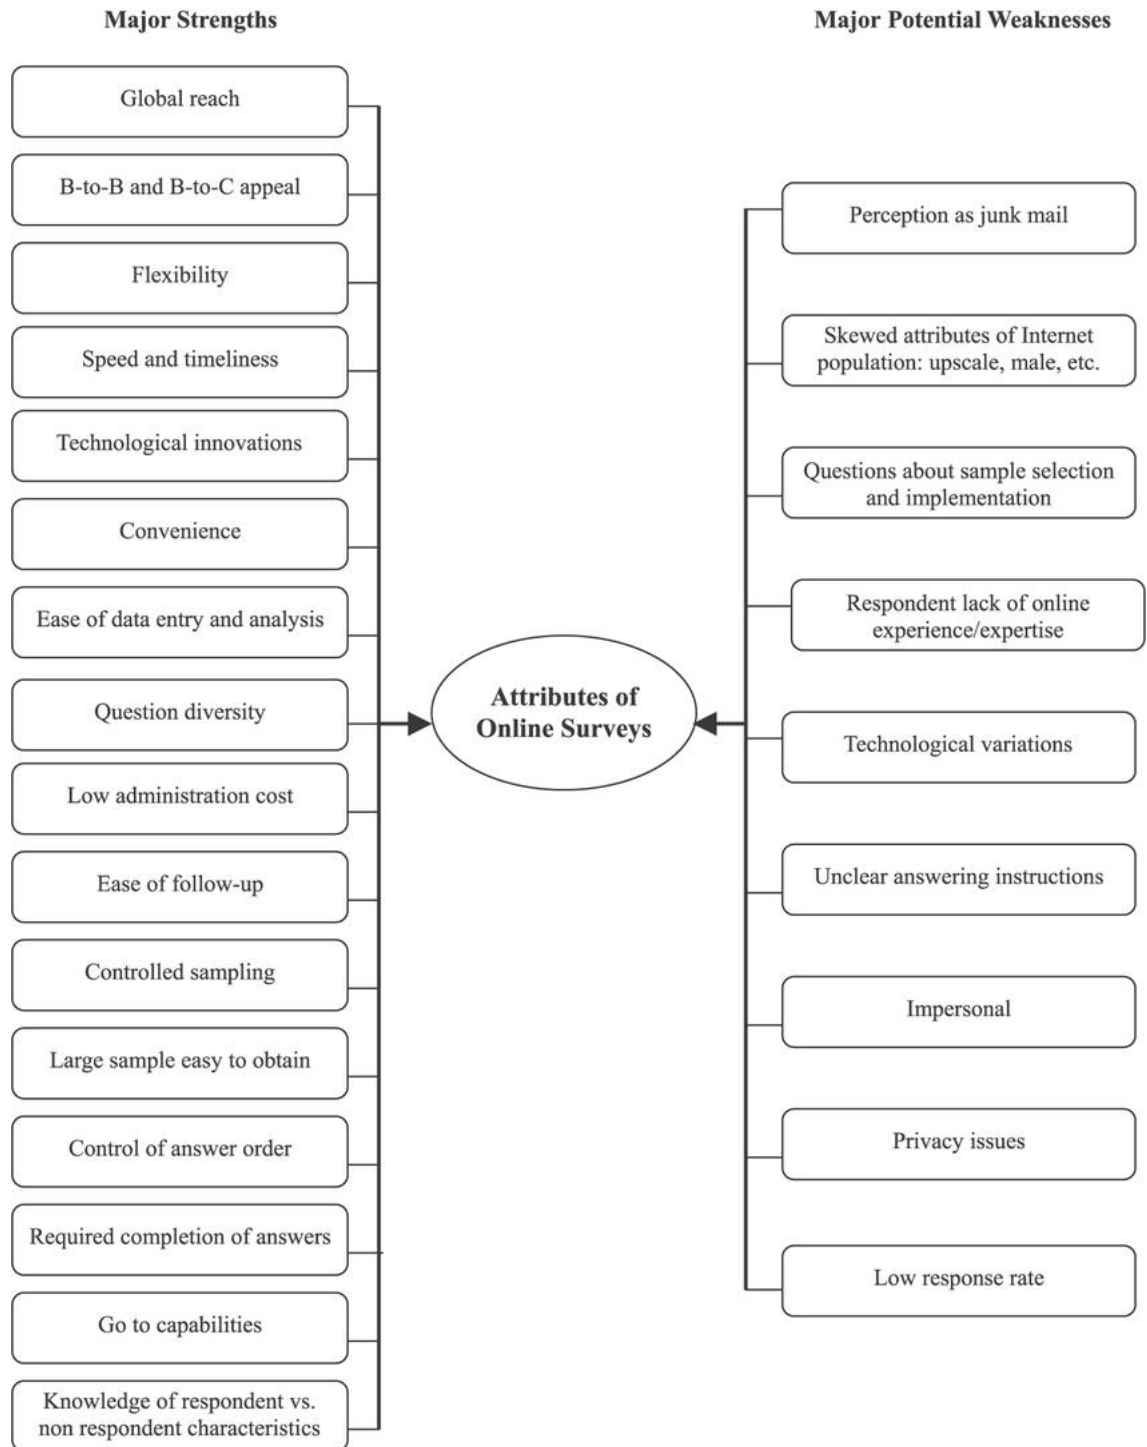 Major Strengths
Global reach
B-to-B and B-to-C appeal
Flexibility
Speed and timeliness
Technological innovations
Convenience
Ease of data entry and analysis
Question diversity
Low administration cost
Ease of follow-up
Controlled sampling
Large sample easy to obtain
Control of answer order
Required completion of answers
Go to capabilities
Knowledge of respondent vs.
non respondent characteristics
Attributes of
Online Surveys
Major Potential Weaknesses
Perception as junk mail
Skewed attributes of Internet
population: upscale, male, etc.
Questions about sample selection
and implementation
Respondent lack of online
experience/expertise
Technological variations
Unclear answering instructions
Impersonal
Privacy issues
Low response rate